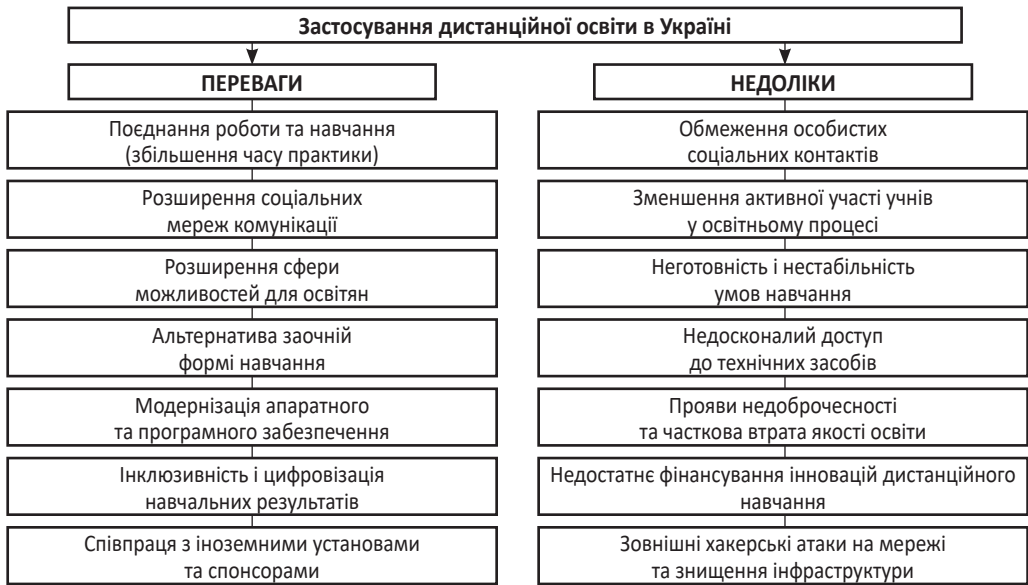 Застосування дистанційної освіти в Україні
ПЕРЕВАГИ
Поєднання роботи та навчання
(збільшення часу практики)
Розширення соціальних
мереж комунікації
Розширення сфери
можливостей для освітян
Альтернатива заочній
формі навчання
Модернізація апаратного
та програмного забезпечення
Інклюзивність і цифровізація
навчальних результатів
Співпраця з іноземними установами
та спонсорами
НЕДОЛІКИ
Обмеження особистих
соціальних контактів
Зменшення активної участі учнів
у освітньому процесі
Неготовність і нестабільність
умов навчання
Недосконалий доступ
до технічних засобів
Прояви недоброчесності
та часткова втрата якості освіти
Недостатнє фінансування інновацій дистанційного
навчання
Зовнішні хакерські атаки на мережі
та знищення інфраструктури